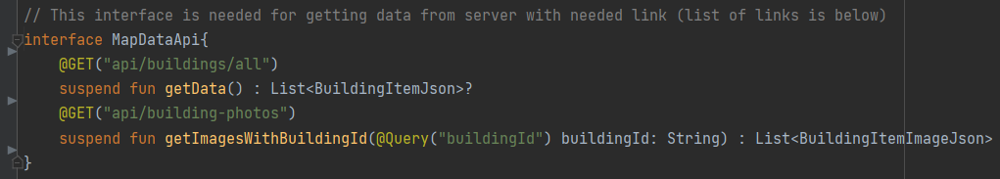 // This interface is needed for getting data from server with needed link (list of links is below)
interface MapDataApi{
    @GET("api/buildings/all")
    suspend fun getData() : List<BuildingItemJson>?
    @GET("api/building-photos")
    suspend fun getImagesWithBuildingId(@Query("buildingId") buildingId: String) : List<BuildingItemImageJson>
}